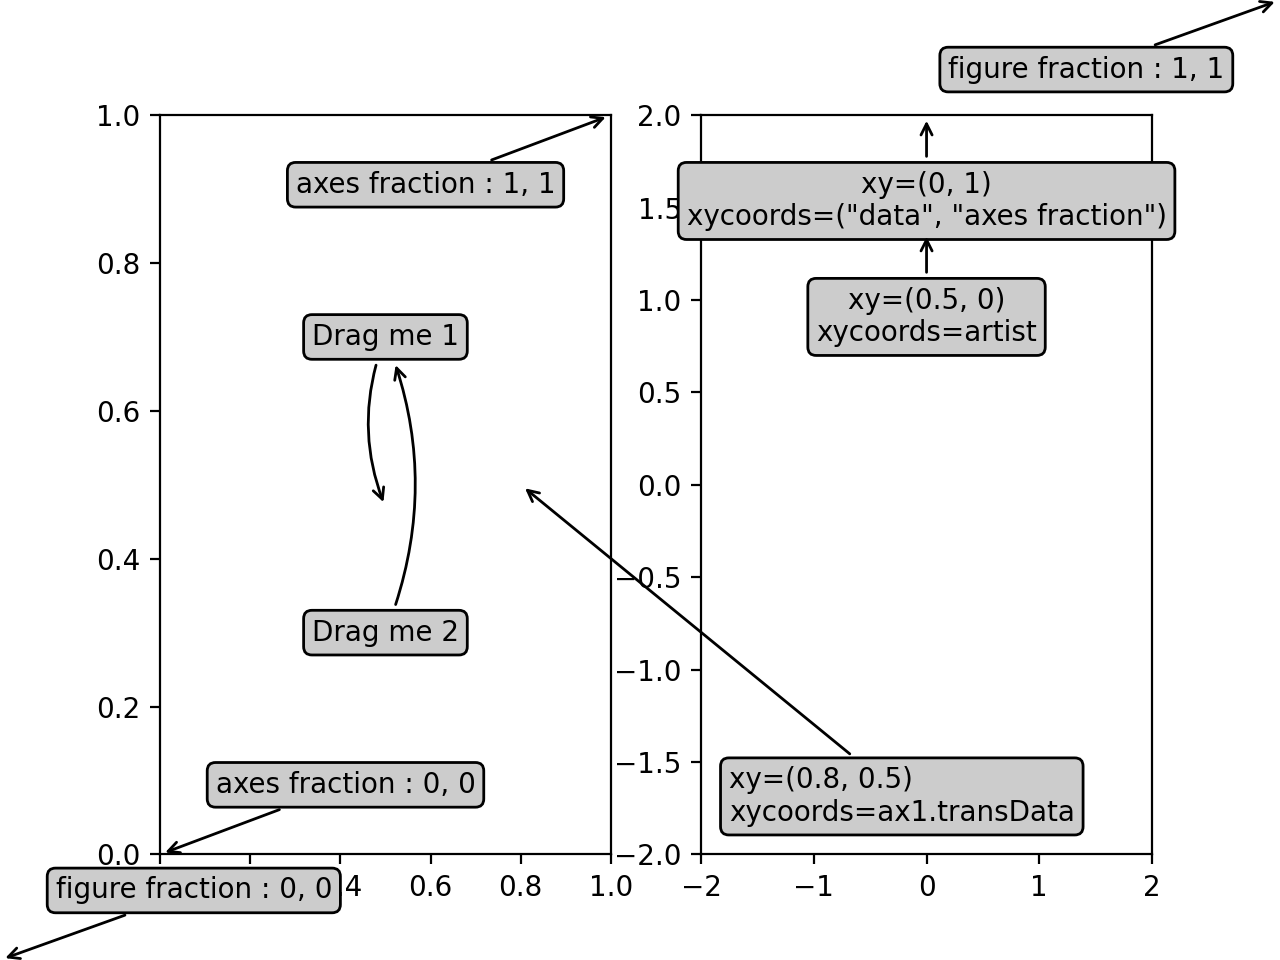 figure fraction : 1, 1
1.0
0.8
0.6
0.4
0.2
0.0
axes fraction : 1, 1
Drag me 1
Drag me 2
axes fraction : 0, 0
figure fraction : 0, 0
4
0.6
0.8
1.0
2.0
1.5
1.0
0.5
0.0
−0.5
−1.0
−1.5
−2.0
xy=(0, 1)
xycoords=("data", "axes fraction")
xy=(0.5, 0)
xycoords=artist
xy=(0.8, 0.5)
xycoords=ax1.transData
−2
−1
0
1
2